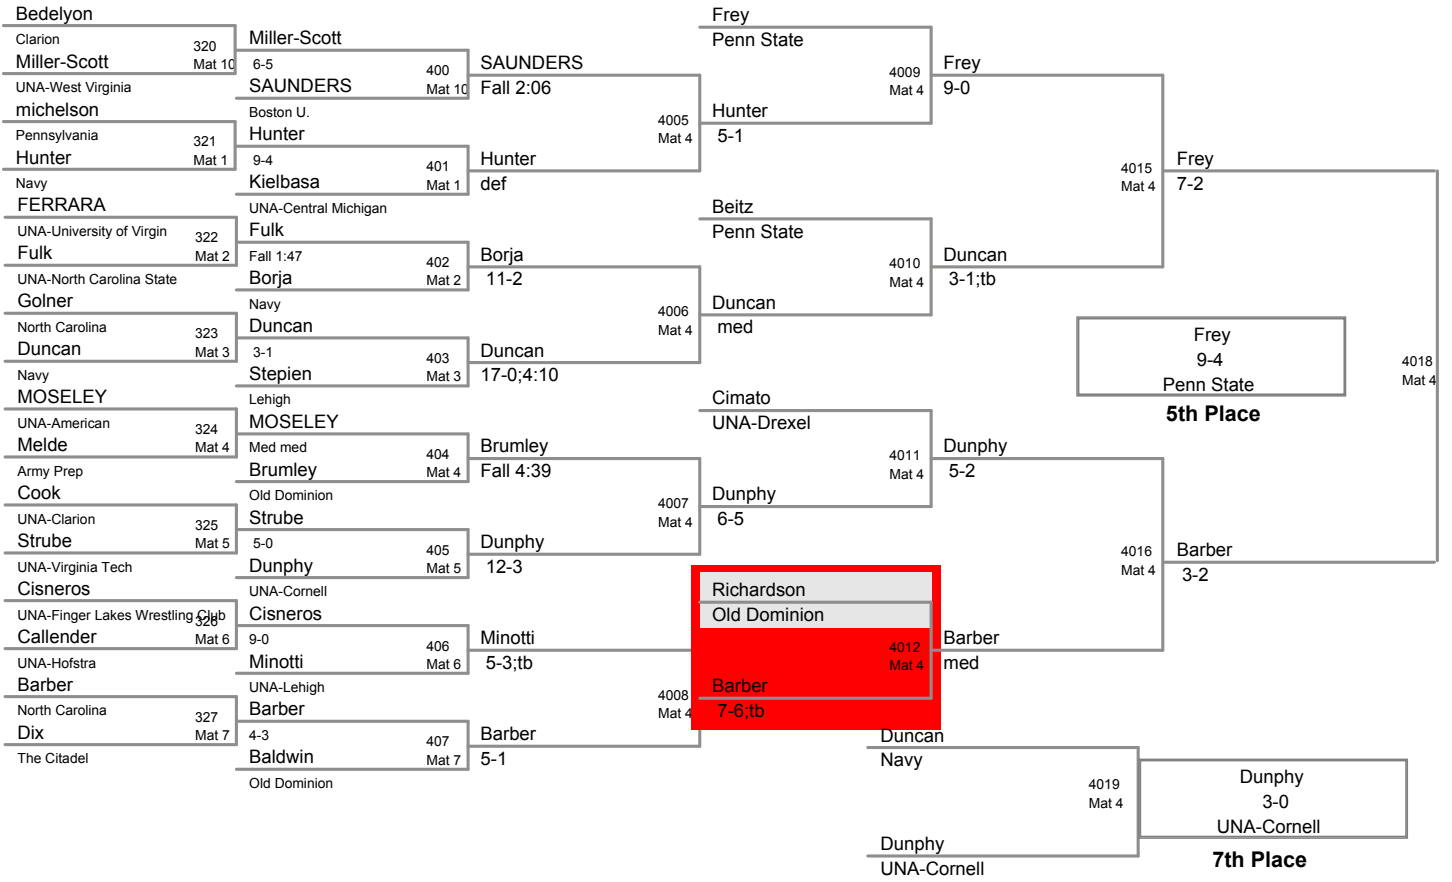 Bedelyon
Clarion
320
Miller-Scott
Mat 10
UNA-West Virginia
michelson
Pennsylvania
321
Hunter
Mat 1
Navy
FERRARA
UNA-University of Virgin
322
Fulk
Mat 2
UNA-North Carolina State
Golner
North Carolina
323
Duncan
Mat 3
Navy
MOSELEY
UNA-American
324
Melde
Mat 4
Army Prep
Cook
UNA-Clarion
325
Strube
Mat 5
UNA-Virginia Tech
Cisneros
UNA-Finger Lakes Wrestling Club
326
Callender
Mat 6
UNA-Hofstra
Barber
North Carolina
327
Dix
Mat 7
The Citadel
Miller-Scott
6-5
400
SAUNDERS
Mat 10
Boston U.
Hunter
9-4
401
Kielbasa
Mat 1
UNA-Central Michigan
Fulk
Fall 1:47
402
Borja
Mat 2
Navy
Duncan
3-1
403
Stepien
Mat 3
Lehigh
MOSELEY
Med med
404
Brumley
Mat 4
Old Dominion
Strube
5-0
405
Dunphy
Mat 5
UNA-Cornell
Cisneros
9-0
406
Minotti
Mat 6
UNA-Lehigh
Barber
4-3
407
Baldwin
Mat 7
Old Dominion
SAUNDERS
Fall 2:06
4005
Mat 4
Hunter
def
Borja
11-2
4006
Mat 4
Duncan
17-0;4:10
Brumley
Fall 4:39
4007
Mat 4
Dunphy
12-3
Minotti
5-3;tb
4008
Mat 4
Barber
5-1
Frey
Penn State
4009
Mat 4
Hunter
5-1
Beitz
Penn State
4010
Mat 4
Duncan
med
Cimato
UNA-Drexel
4011
Mat 4
Dunphy
6-5
Richardson
Old Dominion
4012
Mat 4
Barber
7-6;tb
Frey
9-0
4015
Mat 4
Duncan
3-1;tb
Dunphy
5-2
4016
Mat 4
Barber
med
Frey
7-2
4018
Mat 4
Barber
3-2
Frey
9-4
Penn State
5th Place
Duncan
Navy
4019
Mat 4
Dunphy
UNA-Cornell
Dunphy
3-0
UNA-Cornell
7th Place